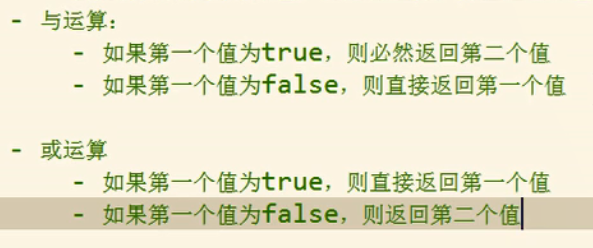 - 与运算：
- 如果第一个值为true，则必然返回第二个值
- 如果第一个值为false，则直接返回第一个值
- 或运算
- 如果第一个值为true，则直接返回第一个值
- 如果第一个值为false，则返回第二个值